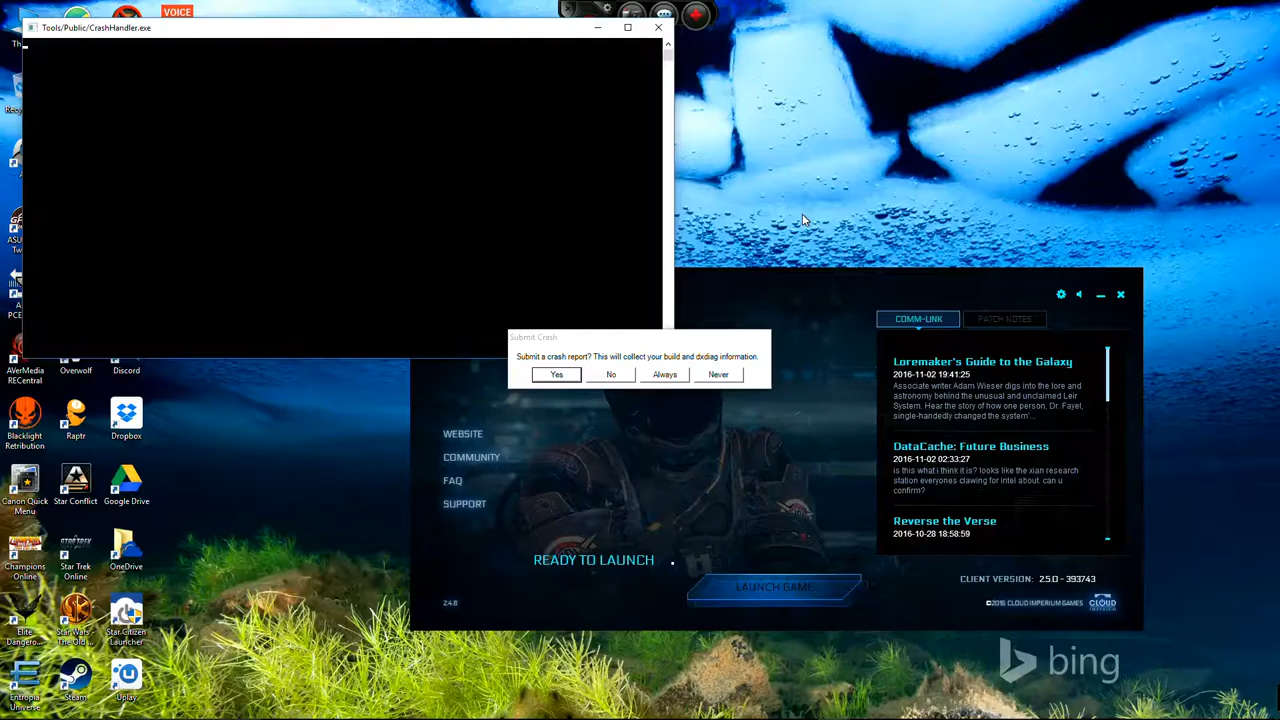 VOICE
Tools/Public/CrashHandler.exe
Submit Crash
Submit a crash report? This will collect your build and dxdiag information.
Yes
No
Always
Never
COMM-LINK
PATCH NOTES
Loremaker's Guide to the Galaxy
2016-11-02 19:41:25
Associate writer Adam Wieser digs into the lore and
astronomy behind the unusual and unclaimed Leir
System. Hear the story of how one person, Dr. Fayel,
single-handedly changed the system'...
DataCache: Future Business
2016-11-02 02:33:27
is this what i think it is? looks like the xian research
station everyones clawing for intel about. can u
confirm?
Reverse the Verse
2016-10-28 18:58:59
WEBSITE
COMMUNITY
FAQ
SUPPORT
READY TO LAUNCH
LAUNCH GAME
CLIENT VERSION: 2.5.0 - 393743
2.4.8
©2016 CLOUD IMPERIUM GAMES
CLOUD
IMPERIUM
AVerMedia
RECentral
Overwolf
Discord
Blacklight
Retribution
Raptr
Dropbox
Canon Quick
Menu
Star Conflict
Google Drive
Champions
Online
Star Trek
Online
OneDrive
Elite
Dangero...
Star Wars -
The Old ...
Star Citizen
Launcher
Entropia
Universe
Steam
Uplay
bing